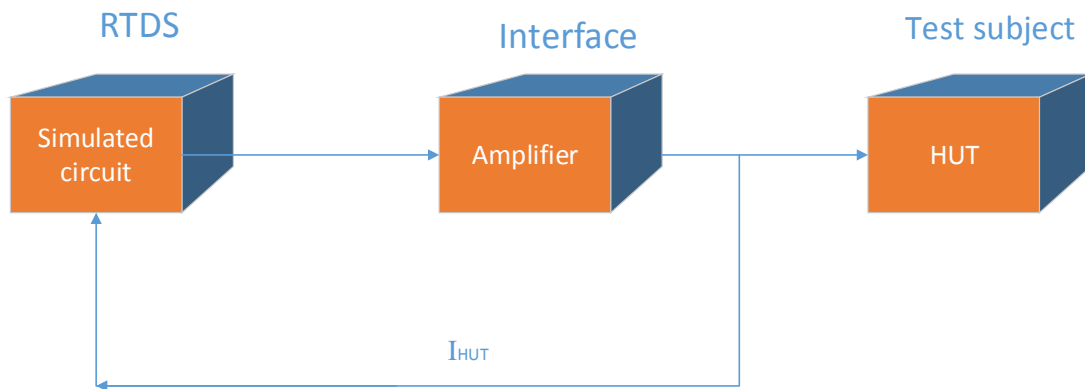 RTDS
Interface
Test subject
Simulated
circuit
Amplifier
HUT
IHUT